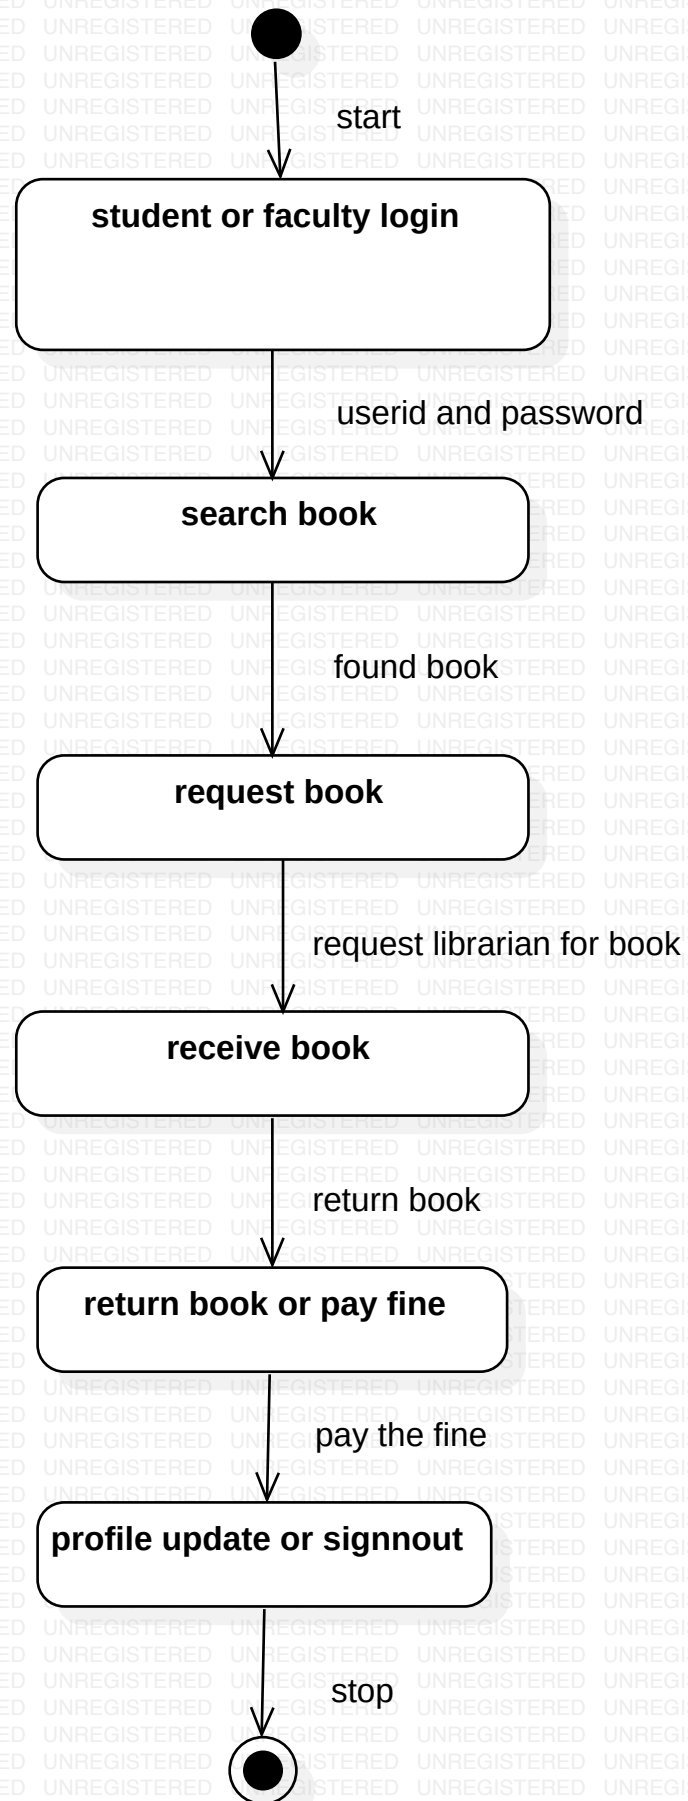 start
student or faculty login
userid and password
search book
found book
request book
request librarian for book
receive book
return book
return book or pay fine
pay the fine
profile update or signnout
stop